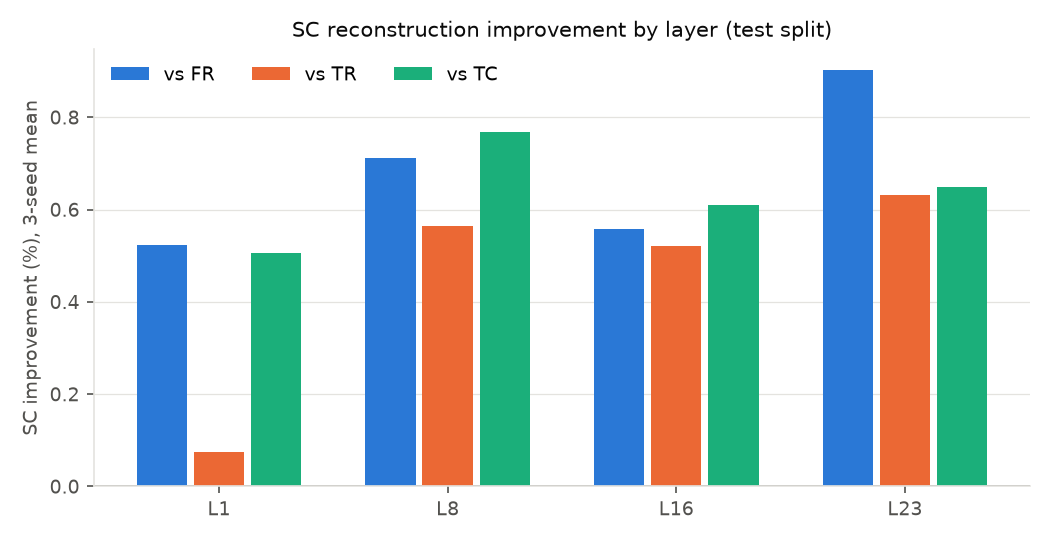 SC reconstruction improvement by layer (test split)
vs FR vs TR vs TC
SC improvement (%), 3-seed mean
0.8
0.6
0.4
0.2
0.0
L1 L8 L16 L23